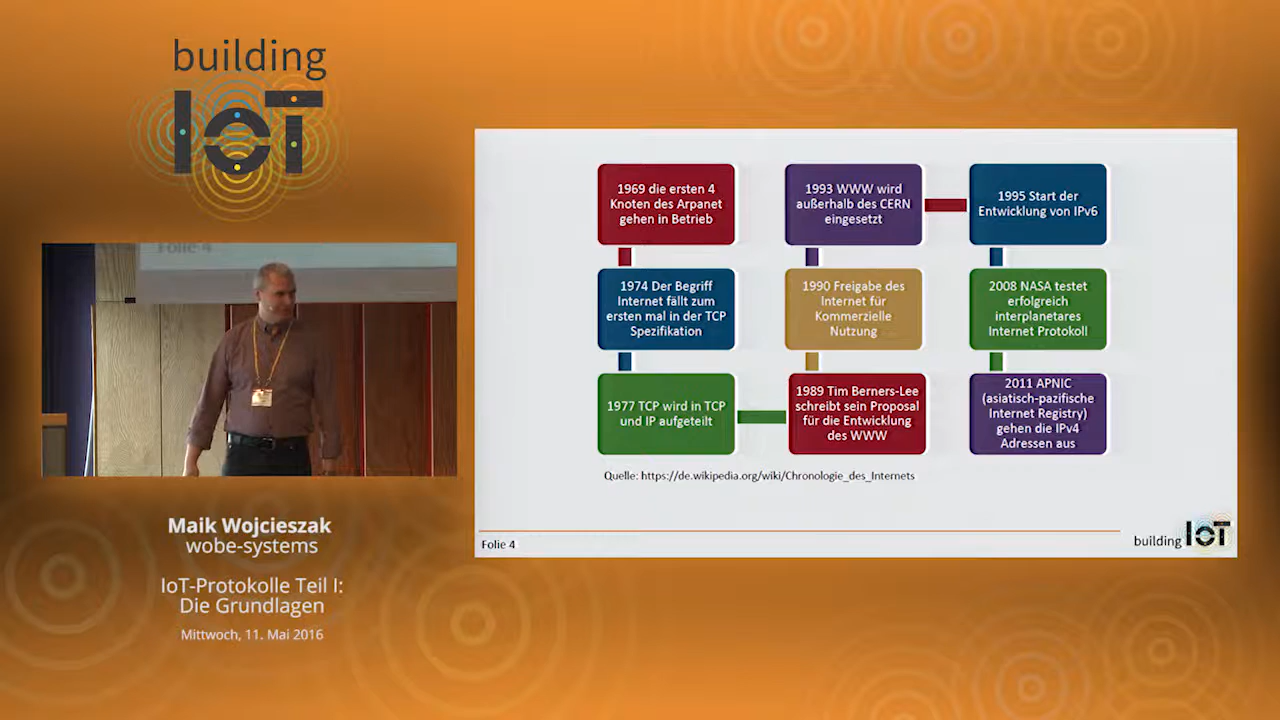 building
IoT
Folie 4
Maik Wojcieszak
wobe-systems
IoT-Protokolle Teil I:
Die Grundlagen
Mittwoch, 11. Mai 2016
1969 die ersten 4
Knoten des Arpanet
gehen in Betrieb
1974 Der Begriff
Internet fällt zum
ersten mal in der TCP
Spezifikation
1977 TCP wird in TCP
und IP aufgeteilt
1989 Tim Berners-Lee
schreibt sein Proposal
für die Entwicklung
des WWW
1990 Freigabe des
Internet für
Kommerzielle
Nutzung
1993 WWW wird
außerhalb des CERN
eingesetzt
1995 Start der
Entwicklung von IPv6
2008 NASA testet
erfolgreich
interplanetares
Internet Protokoll
2011 APNIC
(asiatisch-pazifische
Internet Registry)
gehen die IPv4
Adressen aus
Quelle: https://de.wikipedia.org/wiki/Chronologie_des_Internets
Folie 4
building IoT